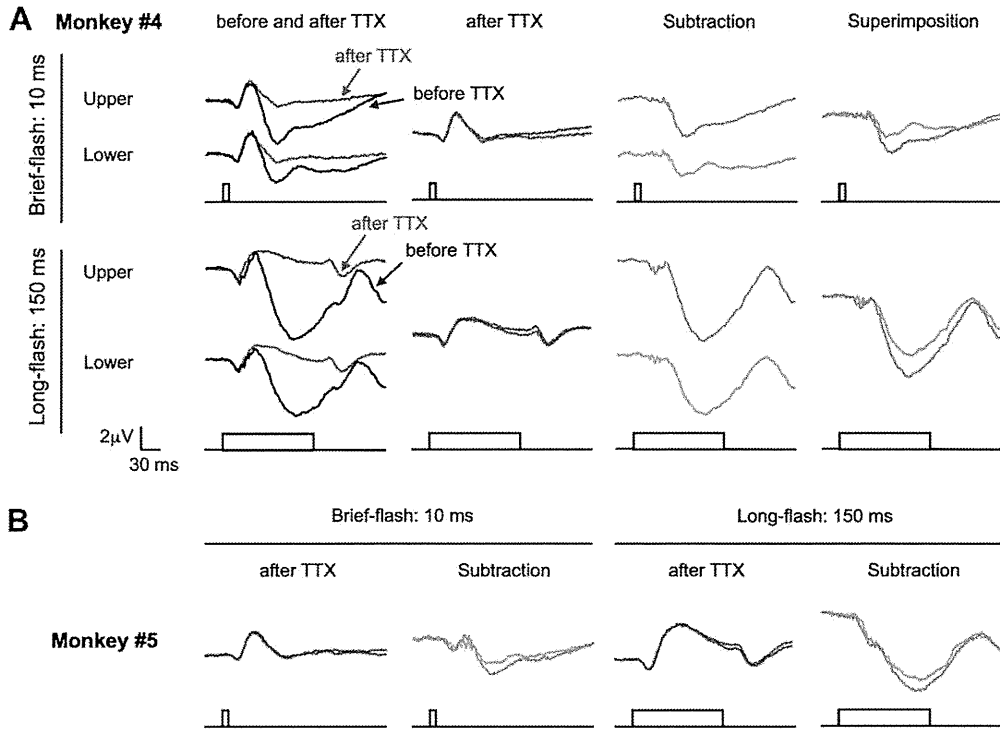 A Monkey #4 before and after TTX after TTX Subtraction Superimposition
Brief-flash: 10 ms
after TTX
before TTX
Upper
Lower
Long-flash: 150 ms
after TTX
before TTX
Upper
Lower
2μV
30 ms
B
Brief-flash: 10 ms Long-flash: 150 ms
after TTX Subtraction after TTX Subtraction
Monkey #5